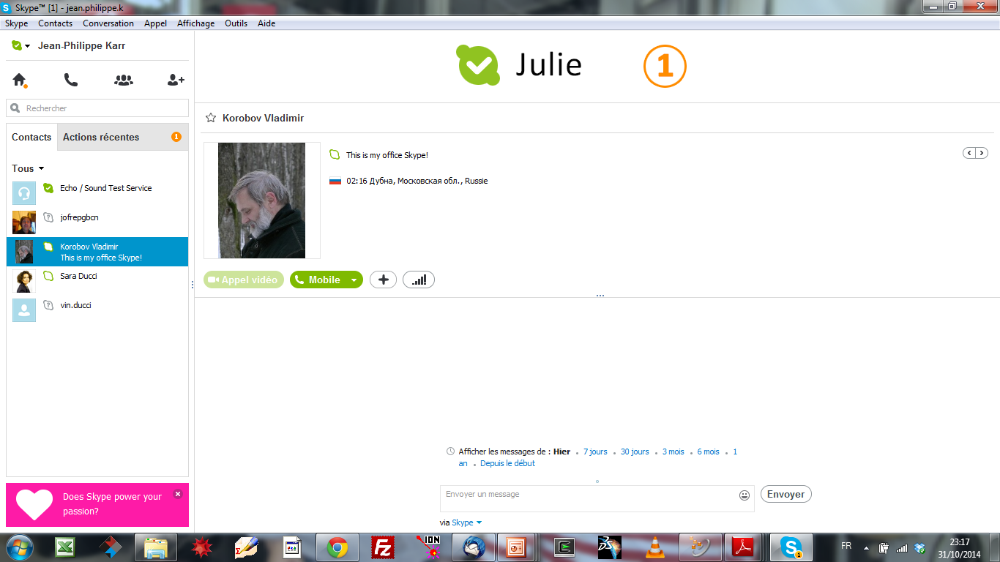 Skype™ [1] - jean.philippe.k
Skype Contacts Conversation Appel Affichage Outils Aide
Jean-Philippe Karr
Rechercher
Contacts Actions récentes 1
Tous
Echo / Sound Test Service
jofrepgbcn
Korobov Vladimir
This is my office Skype!
Sara Ducci
vin.ducci
Does Skype power your
passion?
Julie 1
Korobov Vladimir
This is my office Skype!
02:16 Дубна, Московская обл., Russie
Appel vidéo Mobile
Afficher les messages de : Hier 7 jours 30 jours 3 mois 6 mois 1
an Depuis le début
Envoyer un message
Envoyer
via Skype
ION
FR
23:17
31/10/2014